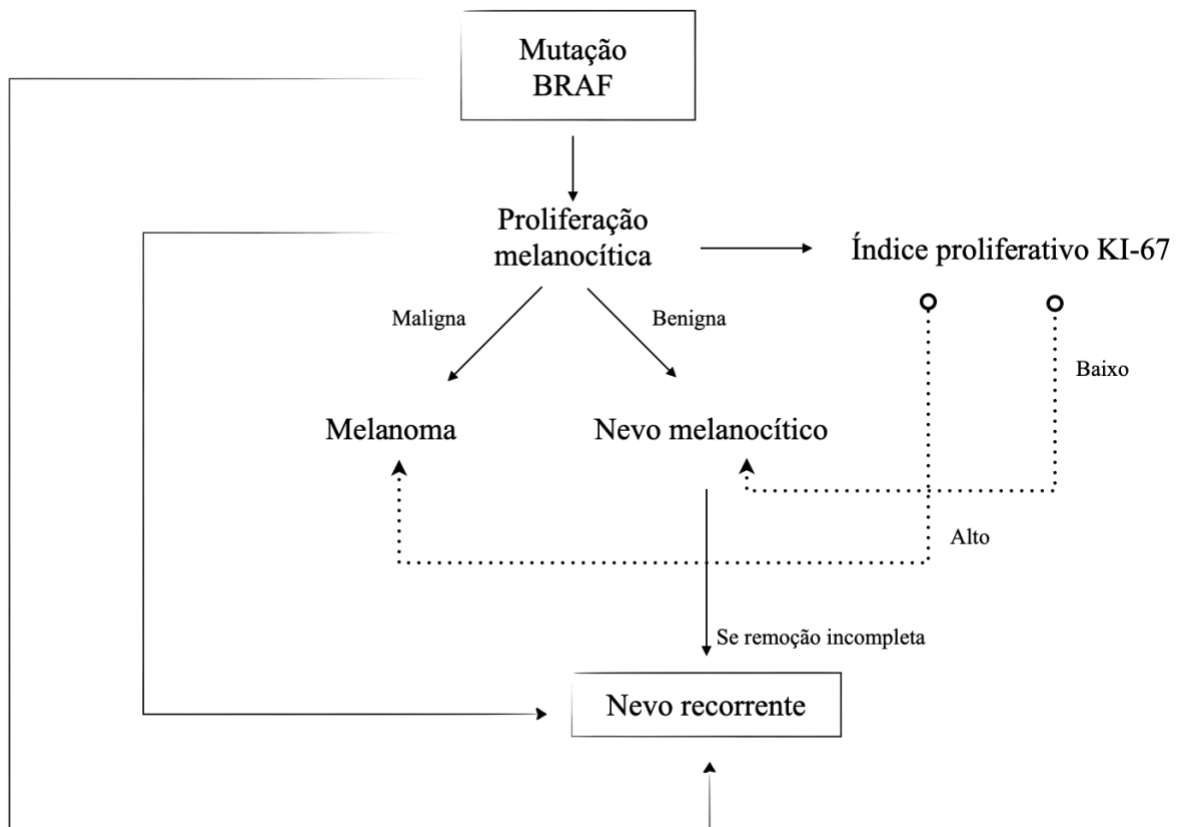 Mutação
BRAF
Proliferação
melanocítica
Índice proliferativo KI-67
Maligna
Benigna
Baixo
Melanoma
Nevo melanocítico
Alto
Se remoção incompleta
Nevo recorrente